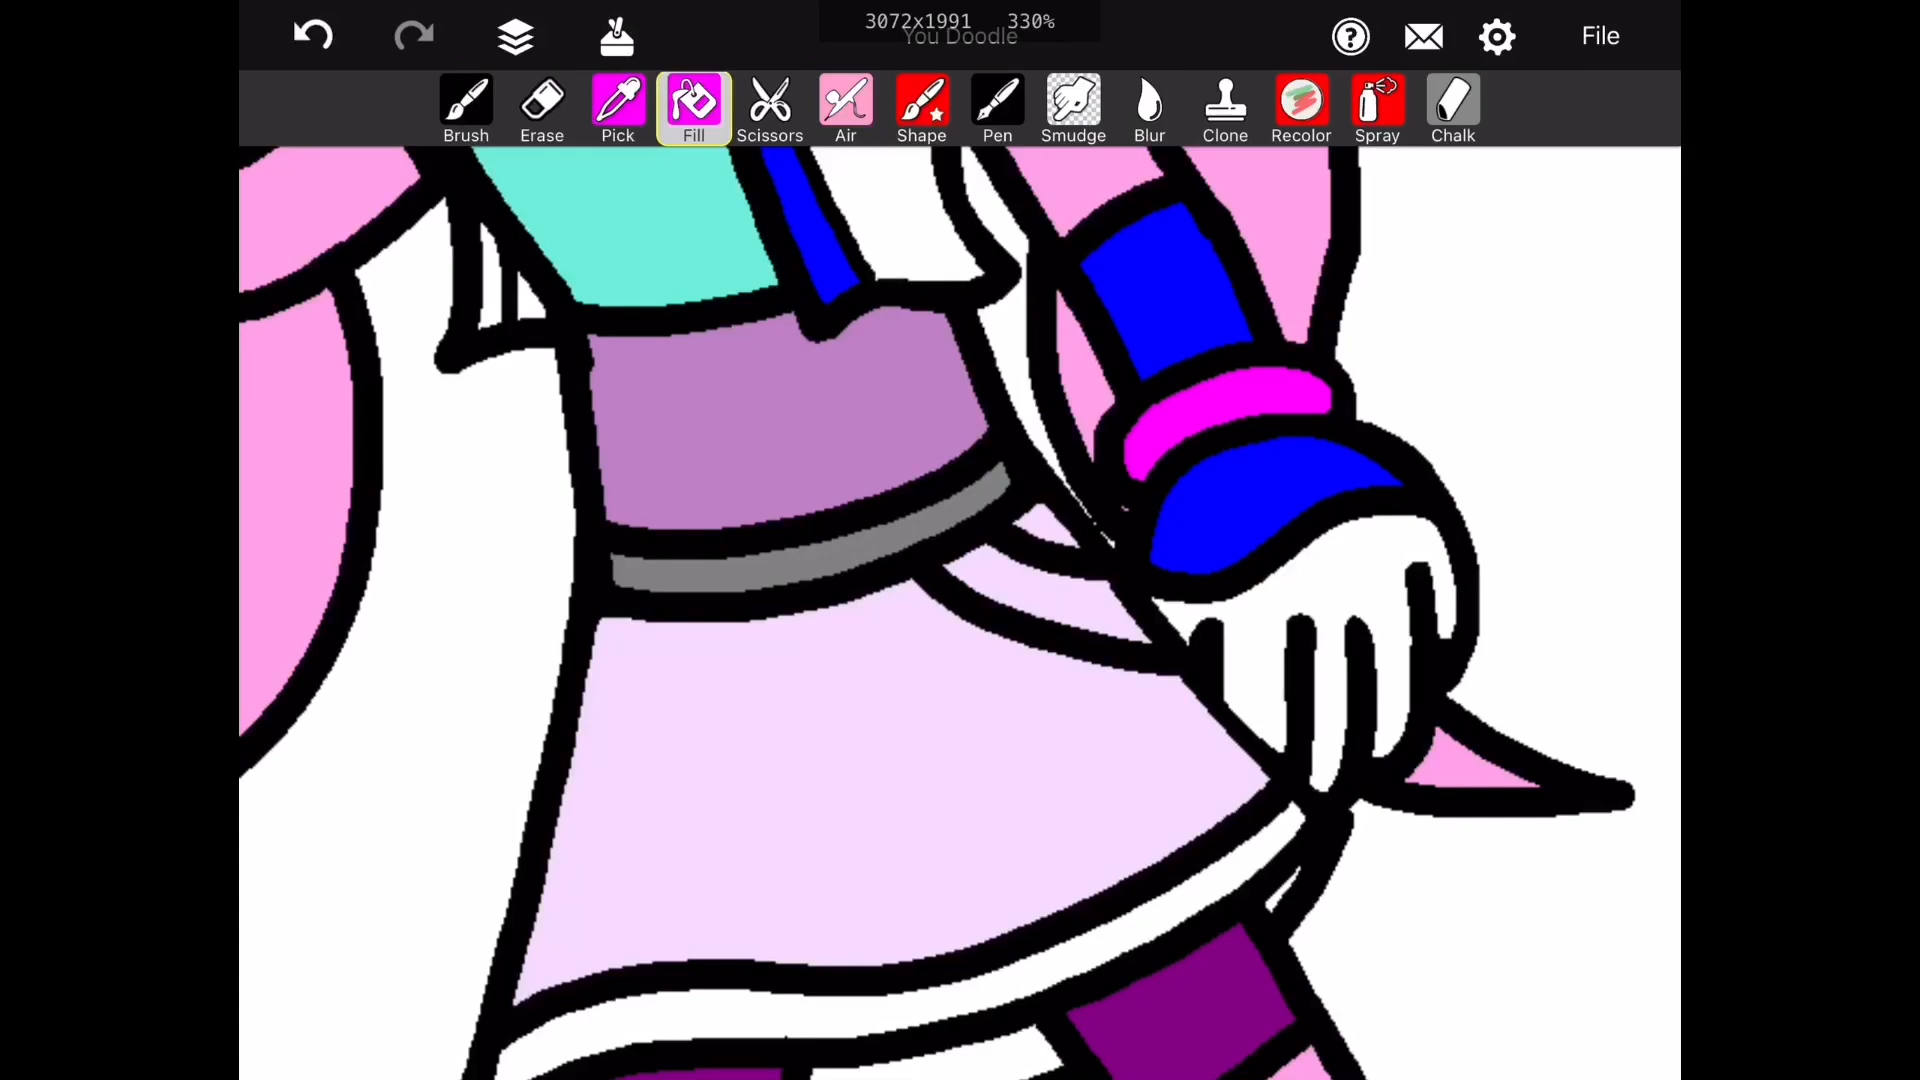 3072x1991 330%
You Doodle
File
Brush Erase Pick Fill Scissors Air Shape Pen Smudge Blur Clone Recolor Spray Chalk